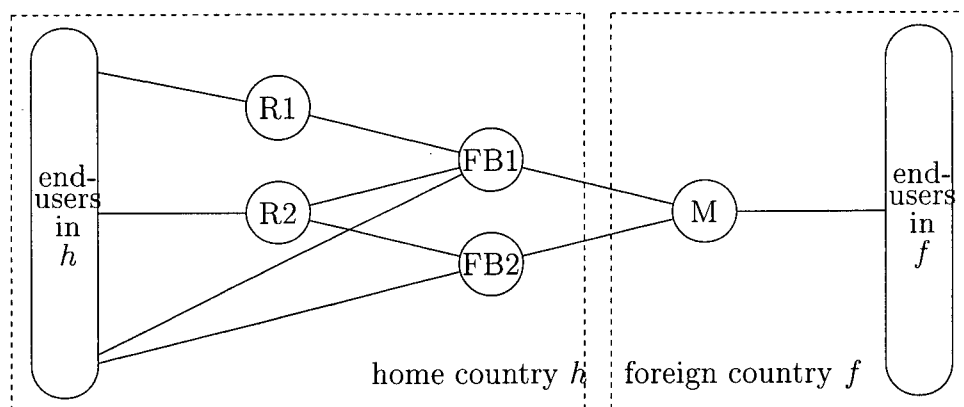 end-
users
in
h
R1
R2
FB1
FB2
M
end-
users
in
f
home country h
foreign country f